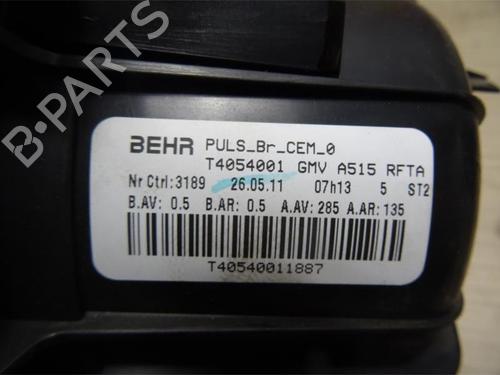 BEHR PULS_Br_CEM_0
T4054001 GMV A515 RFTA
Nr Ctrl:3189 26.05.11 07h13 5 ST2
B.AV: 0.5 B.AR: 0.5 A.AV: 285 A.AR: 135
T40540011887
B-PARTS